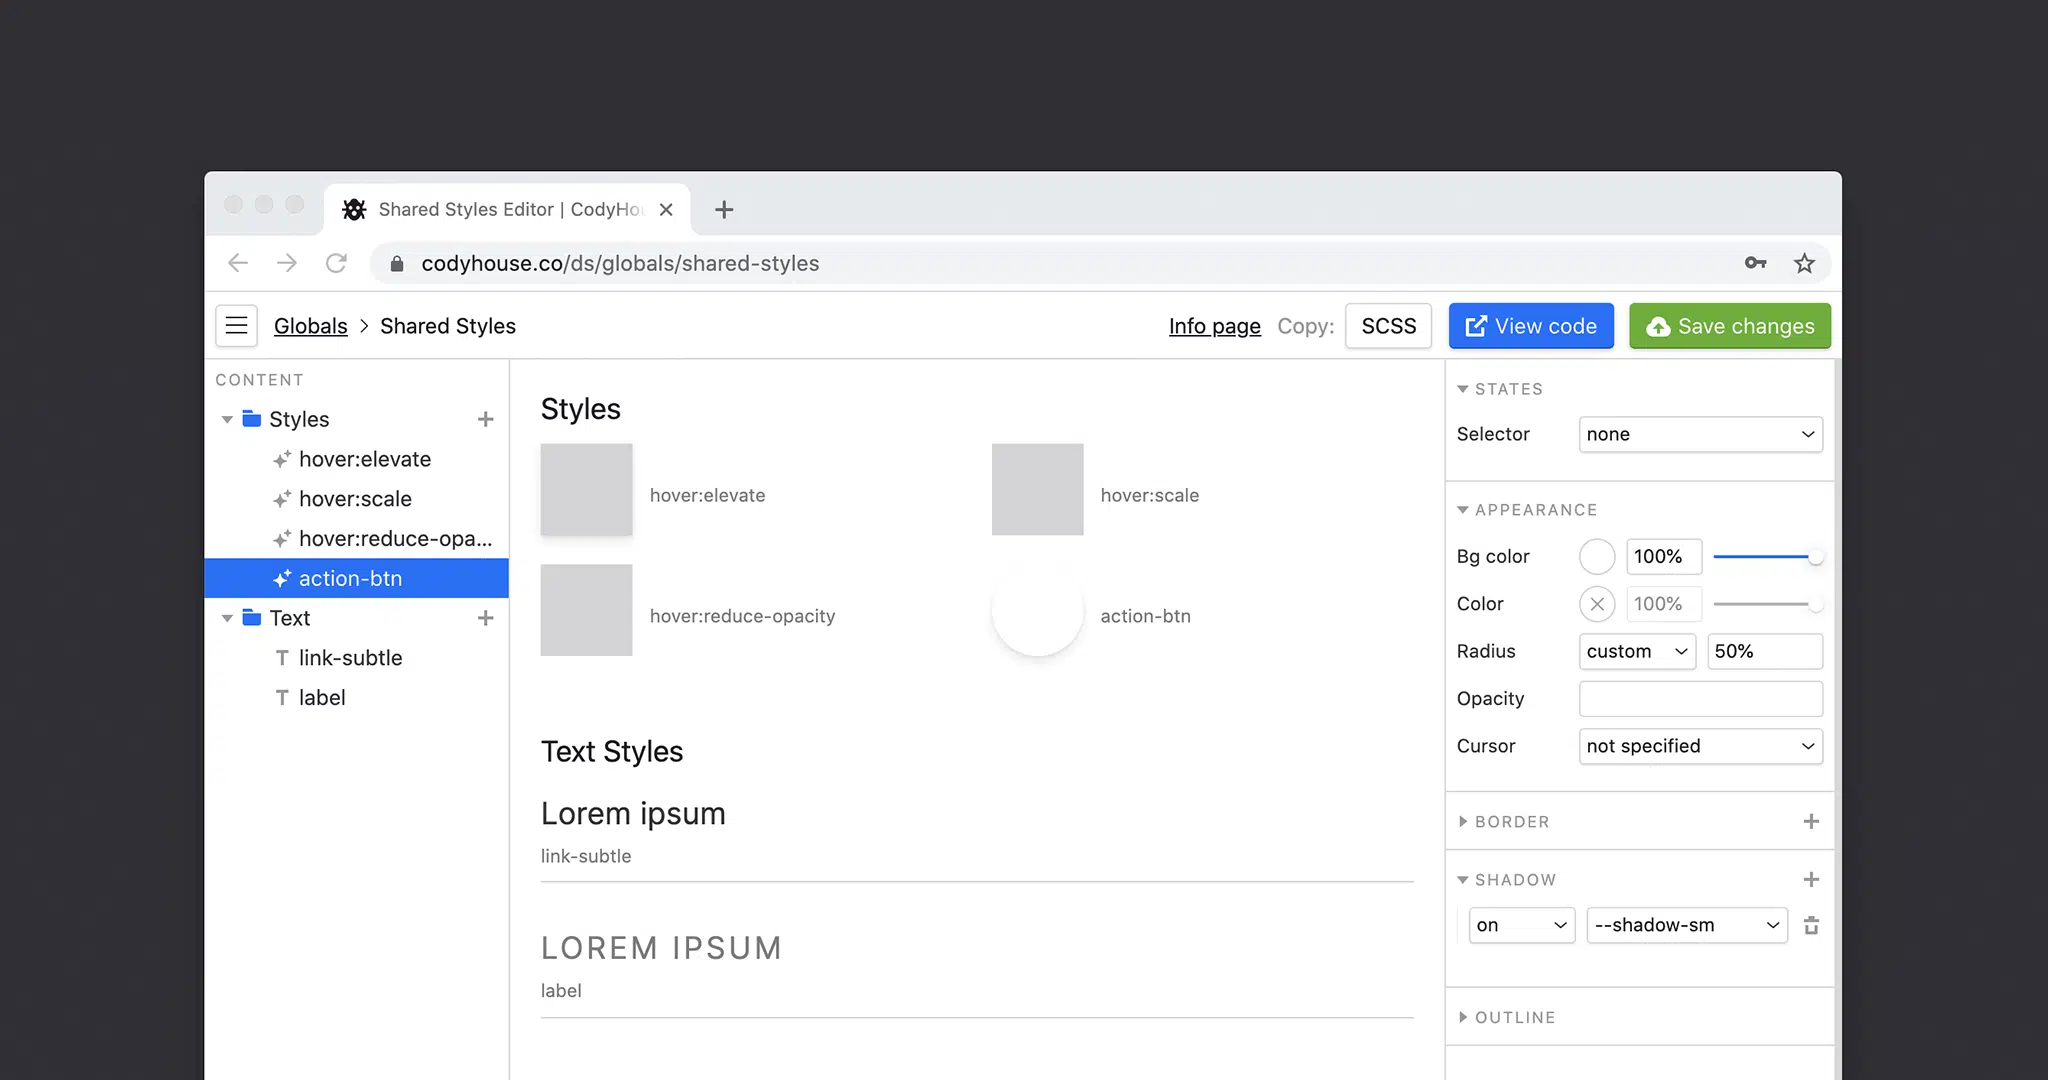 Shared Styles Editor | CodyHou
codyhouse.co/ds/globals/shared-styles
Globals > Shared Styles
Info page Copy: SCSS View code Save changes
CONTENT
Styles
hover:elevate
hover:scale
hover:reduce-opa...
action-btn
Text
link-subtle
label
Styles
hover:elevate
hover:scale
hover:reduce-opacity
action-btn
Text Styles
Lorem ipsum
link-subtle
LOREM IPSUM
label
STATES
Selector none
APPEARANCE
Bg color 100%
Color 100%
Radius custom 50%
Opacity
Cursor not specified
BORDER
SHADOW
on --shadow-sm
OUTLINE